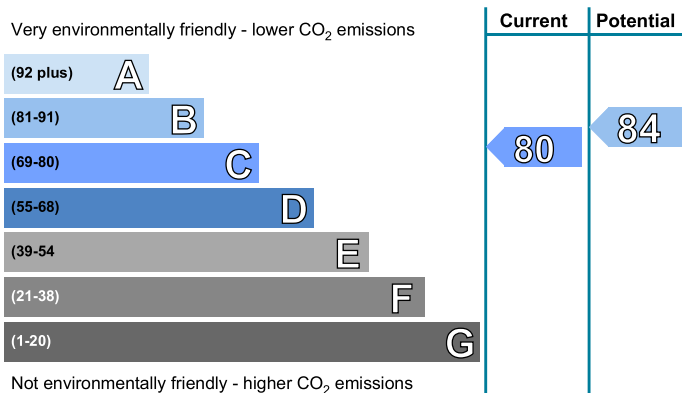 Very environmentally friendly - lower CO₂ emissions
Current
Potential
(92 plus) A
(81-91) B
(69-80) C
(55-68) D
(39-54 E
(21-38) F
(1-20) G
80
84
Not environmentally friendly - higher CO₂ emissions